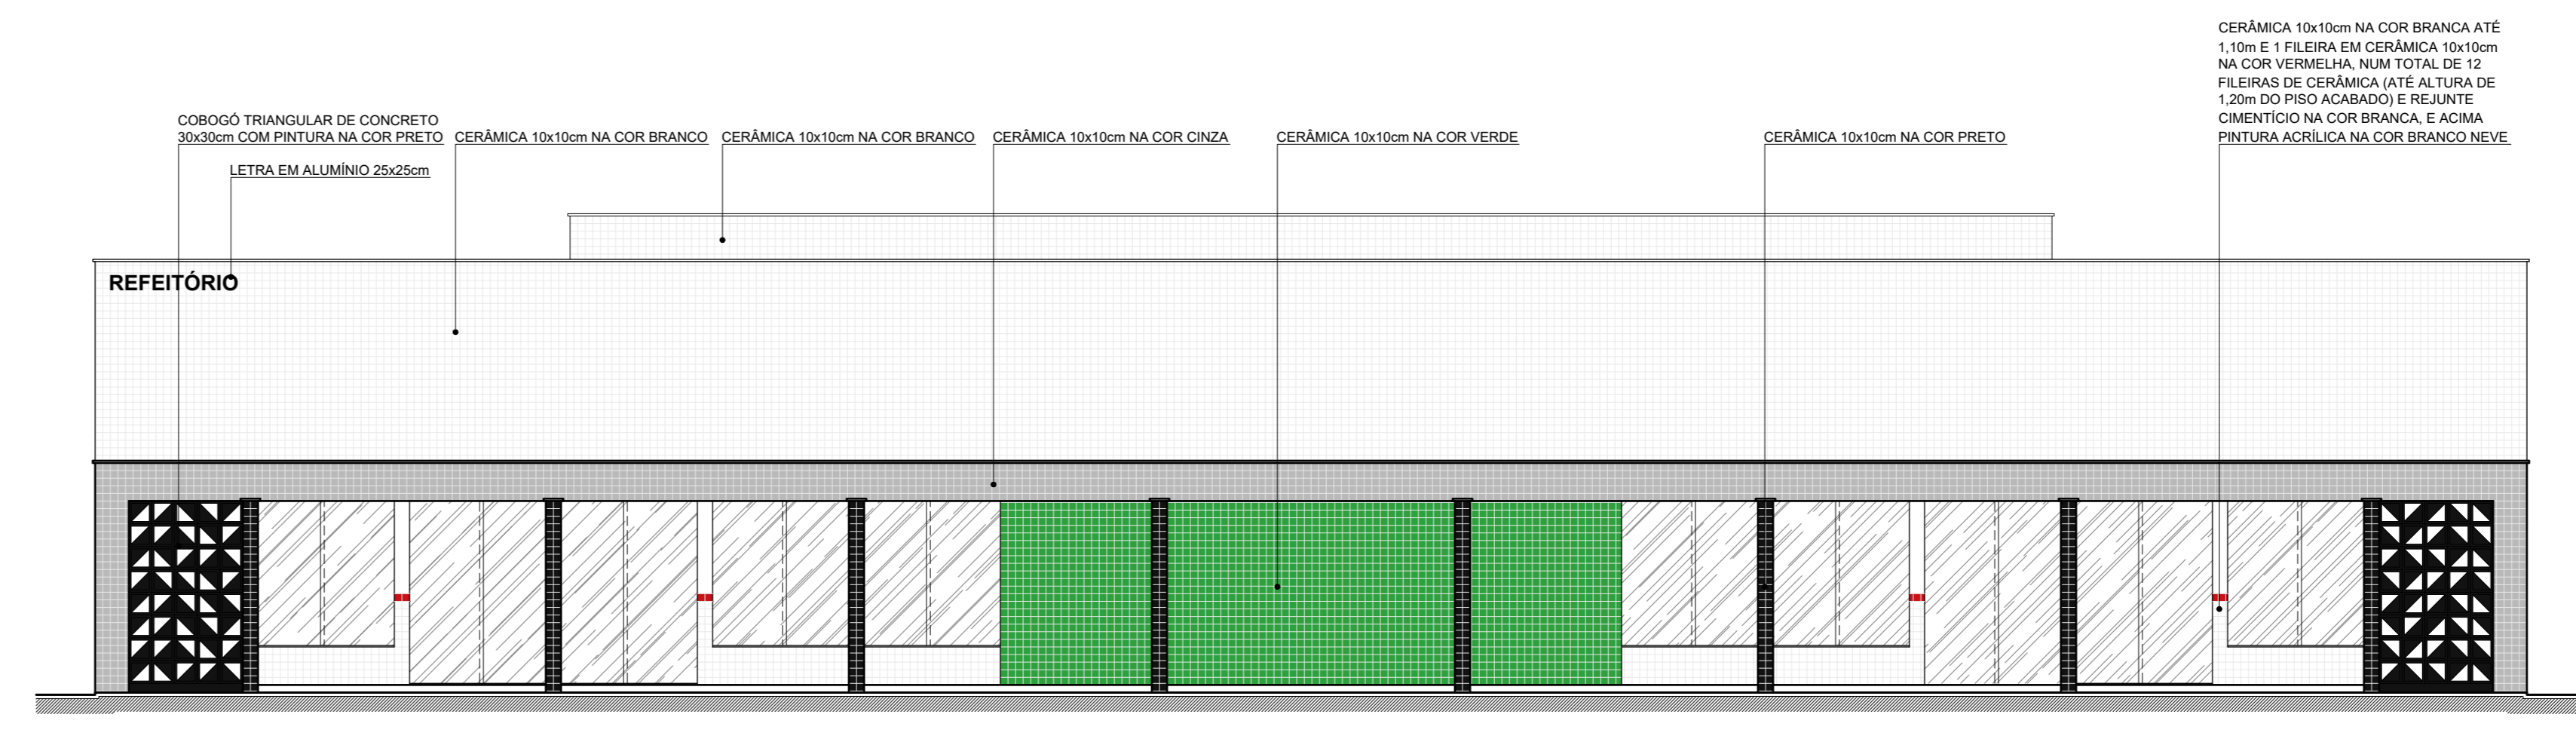 COBOGÓ TRIANGULAR DE CONCRETO
30x30cm COM PINTURA NA COR PRETO
LETRA EM ALUMÍNIO 25x25cm
CERÂMICA 10x10cm NA COR BRANCO
CERÂMICA 10x10cm NA COR BRANCO
CERÂMICA 10x10cm NA COR CINZA
CERÂMICA 10x10cm NA COR VERDE
CERÂMICA 10x10cm NA COR PRETO
CERÂMICA 10x10cm NA COR BRANCA ATÉ
1,10m E 1 FILEIRA EM CERÂMICA 10x10cm
NA COR VERMELHA, NUM TOTAL DE 12
FILEIRAS DE CERÂMICA (ATÉ ALTURA DE
1,20m DO PISO ACABADO) E REJUNTE
CIMENTÍCIO NA COR BRANCA, E ACIMA
PINTURA ACRÍLICA NA COR BRANCO NEVE
REFEITÓRIO